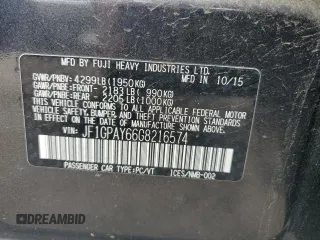 MFD BY FUJI HEAVY INDUSTRIES LTD. 10/15
GVWR/PNBV: 4299LB (1950KG)
GAWR/PNBE: FRONT- 2183LB ( 990KG)
GAWR/PNBE: REAR - 2205LB (1000KG)
THIS VEHICLE CONFORMS TO ALL APPLICABLE FEDERAL
MOTOR VEHICLE SAFETY, BUMPER, AND THEFT PREVENTION
STANDARDS IN EFFECT ON THE DATE OF MANUFACTURE
SHOWN ABOVE.
VIN: JF1GPAY66G8216574
PASSENGER CAR TYPE:PC/VT ICES/NMB-002
DREAMBID